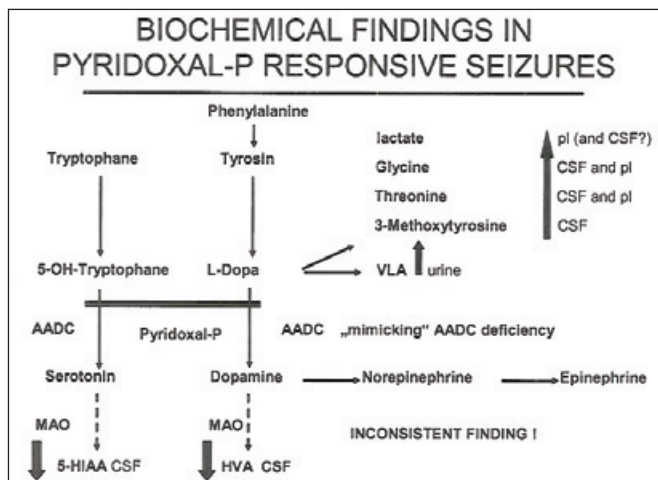 BIOCHEMICAL FINDINGS IN
PYRIDOXAL-P RESPONSIVE SEIZURES
Phenylalanine
lactate pl (and CSF?)
Tryptophane Tyrosin
Glycine CSF and pl
Threonine CSF and pl
3-Methoxytyrosine CSF
5-OH-Tryptophane L-Dopa VLA urine
AADC Pyridoxal-P AADC „mimicking“ AADC deficiency
Serotonin Dopamine Norepinephrine Epinephrine
MAO MAO
INCONSISTENT FINDING !
5-HIAA CSF HVA CSF